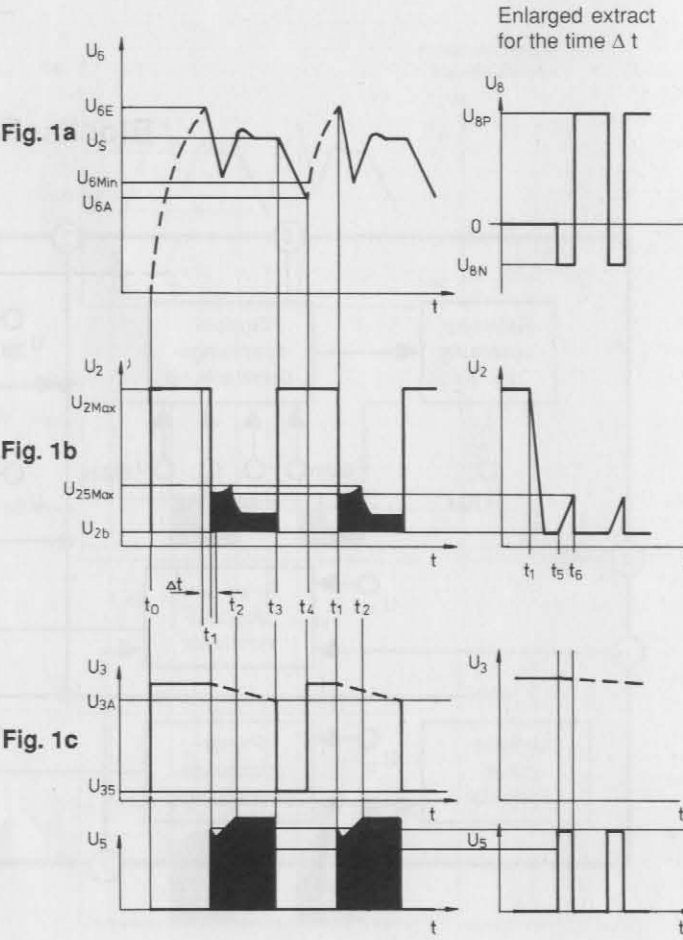 Enlarged extract
for the time Δ t
Fig. 1a
U6
U6E
US
U6Min
U6A
t
U8
U8P
0
U8N
Fig. 1b
U2
U2Max
U25Max
U2b
t
Δt
t0
t1
t2
t3
t4
t1
t2
U2
t1
t5
t6
Fig. 1c
U3
U3A
U35
U5
t
U3
t
U5
t